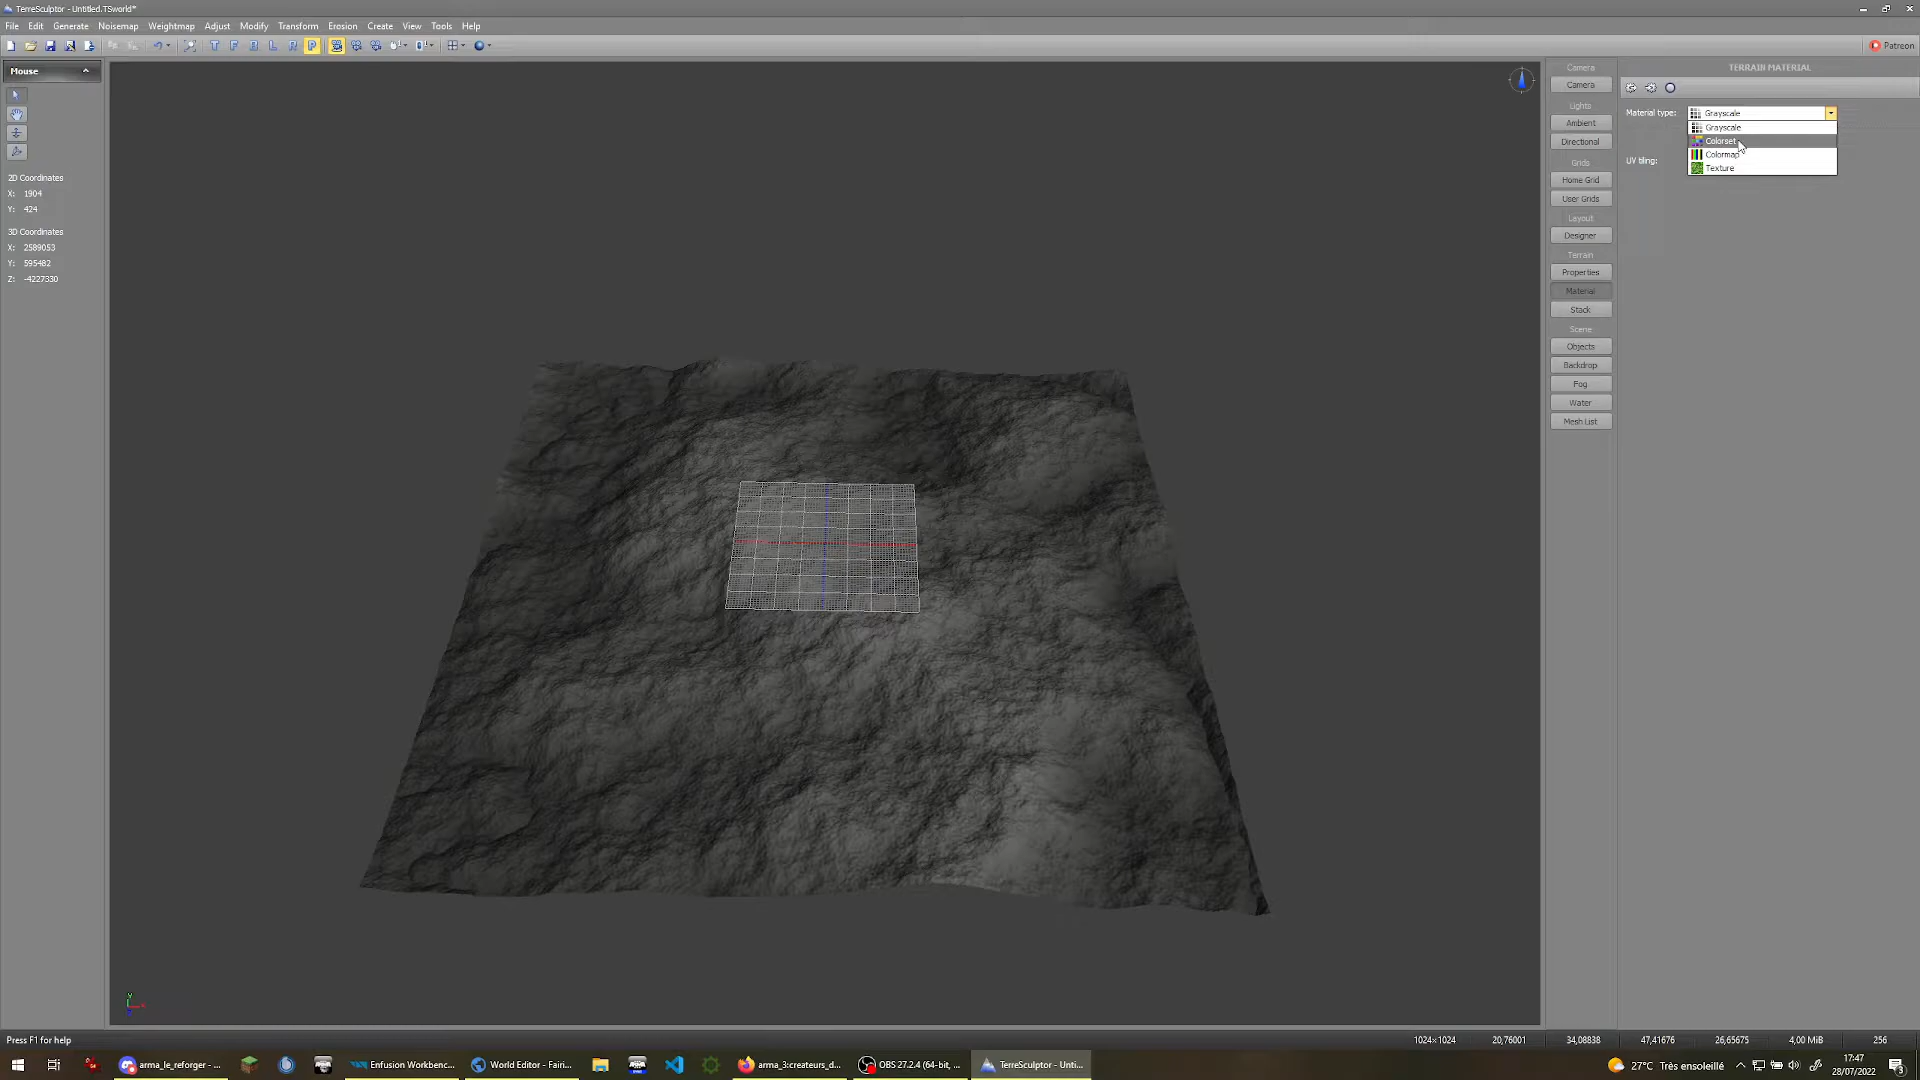 TerreSculptor - Untitled.TSworld*
File Edit Generate Noisemap Weightmap Adjust Modify Transform Erosion Create View Tools Help
T F B L R P
Patreon
Mouse
2D Coordinates
X: 1904
Y: 424
3D Coordinates
X: 2589053
Y: 595482
Z: -4227330
Camera
Camera
Lights
Ambient
Directional
Grids
Home Grid
User Grids
Layout
Designer
Terrain
Properties
Material
Stack
Scene
Objects
Backdrop
Fog
Water
Mesh List
TERRAIN MATERIAL
Material type: Grayscale
Grayscale
Colorset
Colormap
Texture
UV tiling:
Press F1 for help
1024×1024 20,76001 34,08838 47,41676 26,65675 4,00 MiB 256
arma_le_reforger - ...
Enfusion Workbenc...
World Editor - Fairi...
arma_3:createurs_d...
OBS 27.2.4 (64-bit, ...
TerreSculptor - Unti...
27°C Très ensoleillé
17:47
28/07/2022
3